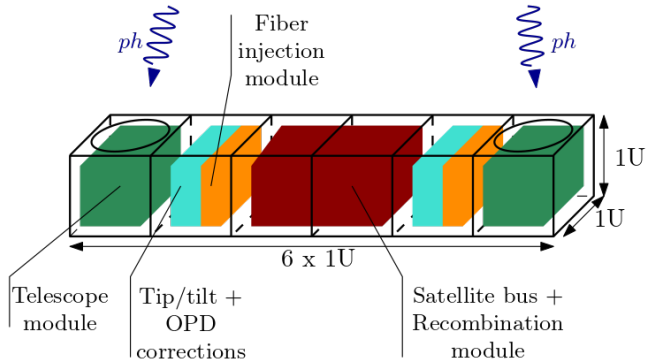 ph
Fiber
injection
module
ph
1U
1U
6 x 1U
Telescope
module
Tip/tilt +
OPD
corrections
Satellite bus +
Recombination
module